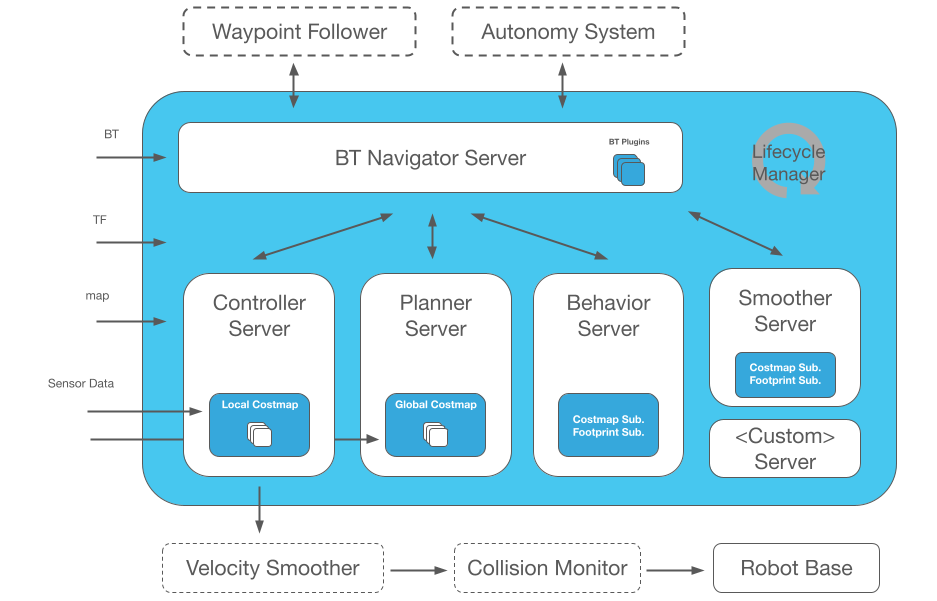 Waypoint Follower
Autonomy System
BT
BT Navigator Server
BT Plugins
Lifecycle
Manager
TF
map
Sensor Data
Controller
Server
Local Costmap
Planner
Server
Global Costmap
Behavior
Server
Costmap Sub.
Footprint Sub.
Smoother
Server
Costmap Sub.
Footprint Sub.
<Custom>
Server
Velocity Smoother
Collision Monitor
Robot Base